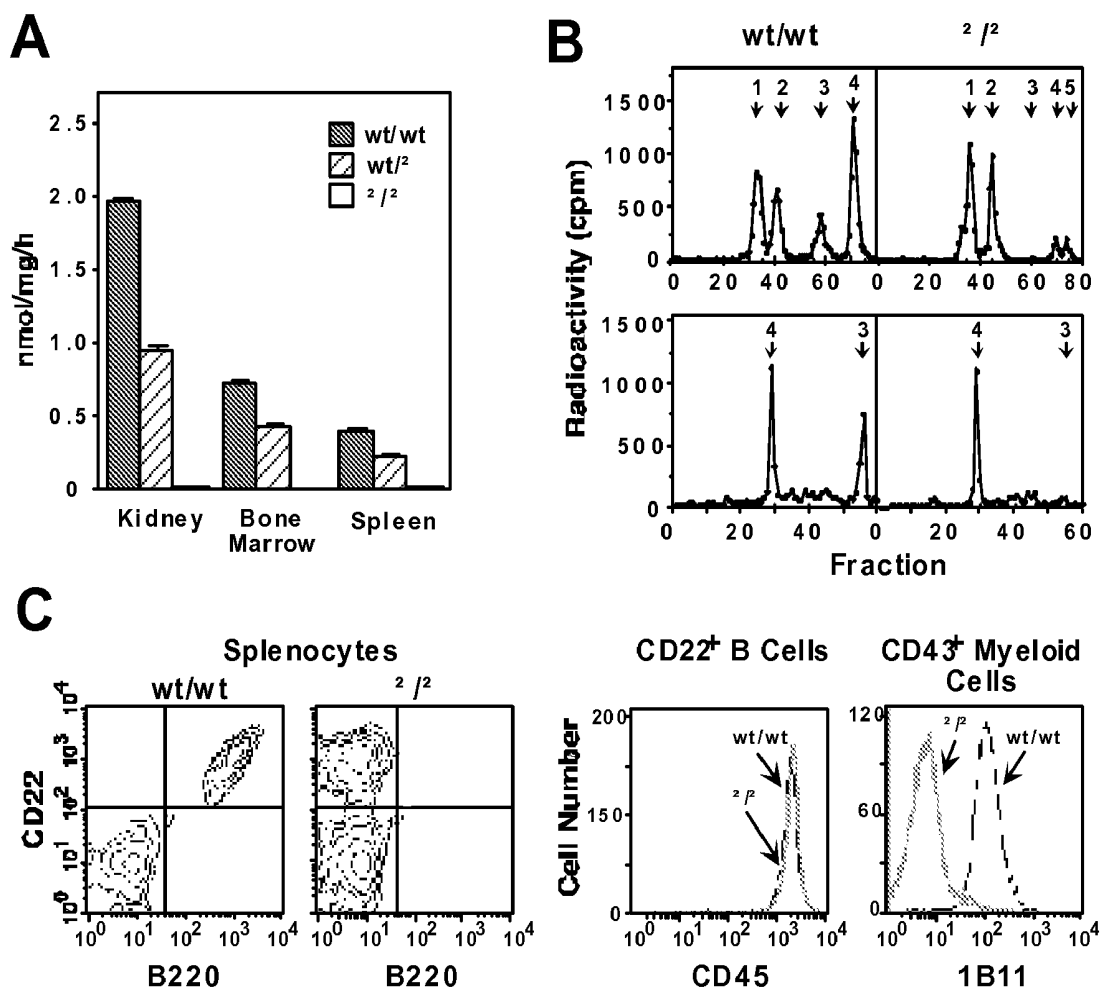 A
2.5
2.0
1.5
1.0
0.5
0
nmol/mg/h
wt/wt
wt/²
²/²
Kidney
Bone Marrow
Spleen
B
wt/wt
²/²
1500
1000
500
0
1 2 3 4
1 2 3 4 5
0 20 40 60 0 20 40 60 80
Radioactivity (cpm)
1500
1000
500
0
4 3
4 3
0 20 40 0 20 40 60
Fraction
C
Splenocytes
wt/wt
²/²
10⁴
10³
10²
10¹
10⁰
CD22
10⁰ 10¹ 10² 10³ 10⁴
B220
10⁰ 10¹ 10² 10³ 10⁴
B220
CD22⁺ B Cells
200
150
0
Cell Number
wt/wt
²/²
10⁰ 10¹ 10² 10³ 10⁴
CD45
CD43⁺ Myeloid
Cells
120
60
0
²/²
wt/wt
10⁰ 10¹ 10² 10³ 10⁴
1B11